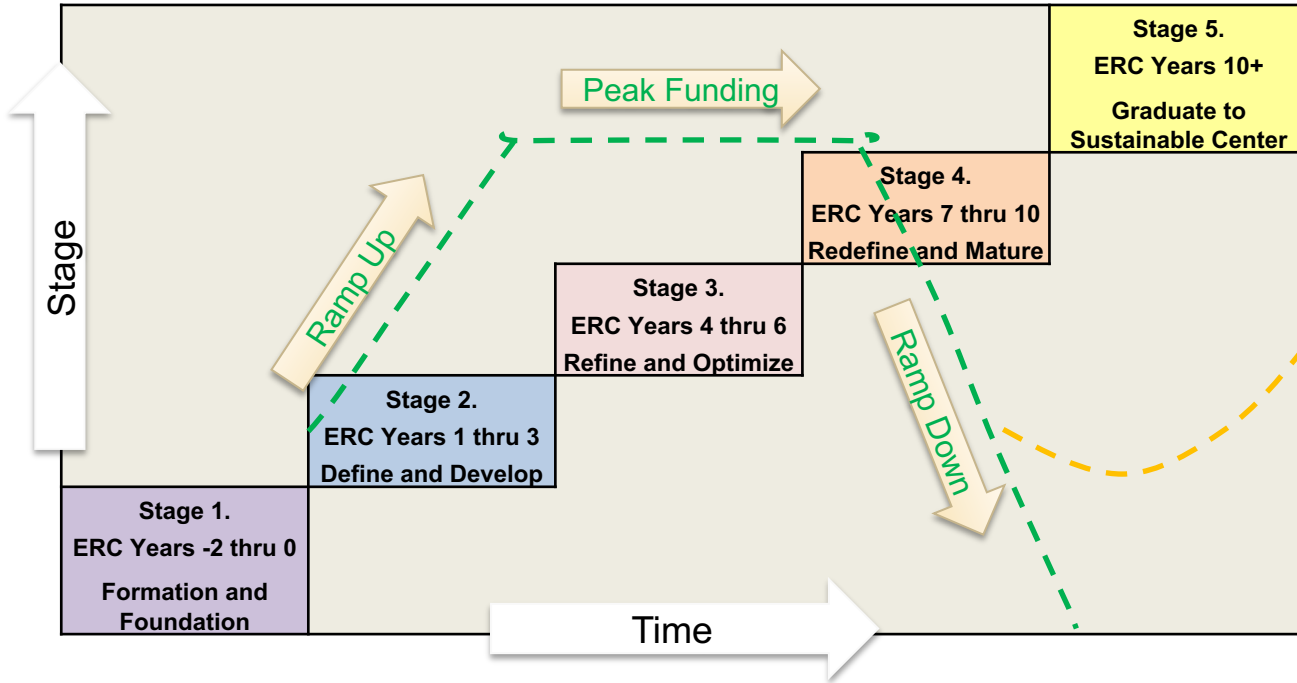 Stage 5.
ERC Years 10+
Graduate to
Sustainable Center
Peak Funding
Stage 4.
ERC Years 7 thru 10
Redefine and Mature
Ramp Up
Stage
Stage 3.
ERC Years 4 thru 6
Refine and Optimize
Ramp Down
Stage 2.
ERC Years 1 thru 3
Define and Develop
Stage 1.
ERC Years -2 thru 0
Formation and
Foundation
Time